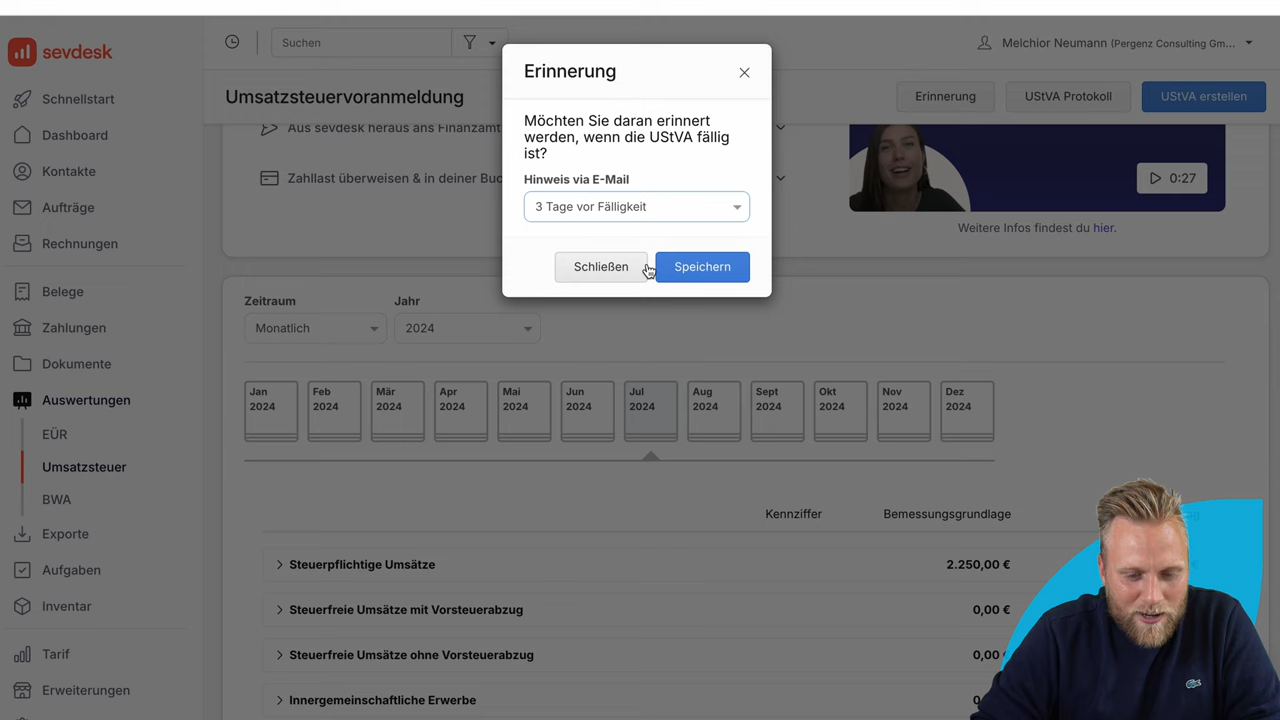 sevdesk
Suchen
Melchior Neumann (Pergenz Consulting Gm...
Schnellstart
Dashboard
Kontakte
Aufträge
Rechnungen
Belege
Zahlungen
Dokumente
Auswertungen
EÜR
Umsatzsteuer
BWA
Exporte
Aufgaben
Inventar
Tarif
Erweiterungen
Umsatzsteuervoranmeldung
Erinnerung
UStVA Protokoll
UStVA erstellen
Aus sevdesk heraus ans Finanzamt
Zahllast überweisen & in deiner Buc
0:27
Weitere Infos findest du hier.
Erinnerung
Möchten Sie daran erinnert
werden, wenn die UStVA fällig
ist?
Hinweis via E-Mail
3 Tage vor Fälligkeit
Schließen
Speichern
Zeitraum
Jahr
Monatlich
2024
Jan
2024
Feb
2024
Mär
2024
Apr
2024
Mai
2024
Jun
2024
Jul
2024
Aug
2024
Sept
2024
Okt
2024
Nov
2024
Dez
2024
Kennziffer
Bemessungsgrundlage
Steuerpflichtige Umsätze
2.250,00 €
Steuerfreie Umsätze mit Vorsteuerabzug
0,00 €
Steuerfreie Umsätze ohne Vorsteuerabzug
0,00
Innergemeinschaftliche Erwerbe